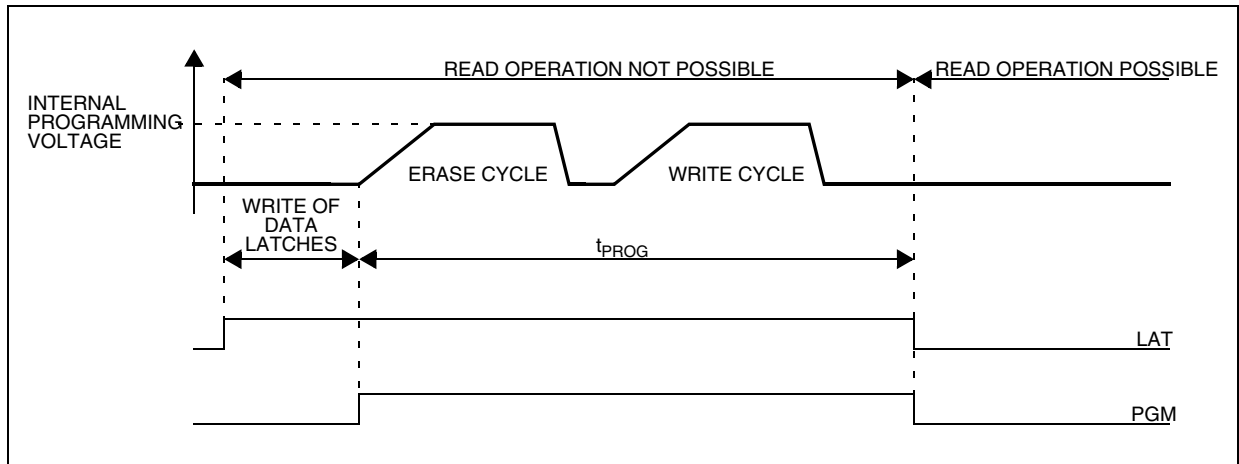 READ OPERATION NOT POSSIBLE
READ OPERATION POSSIBLE
INTERNAL
PROGRAMMING
VOLTAGE
ERASE CYCLE
WRITE CYCLE
WRITE OF
DATA
LATCHES
tPROG
LAT
PGM